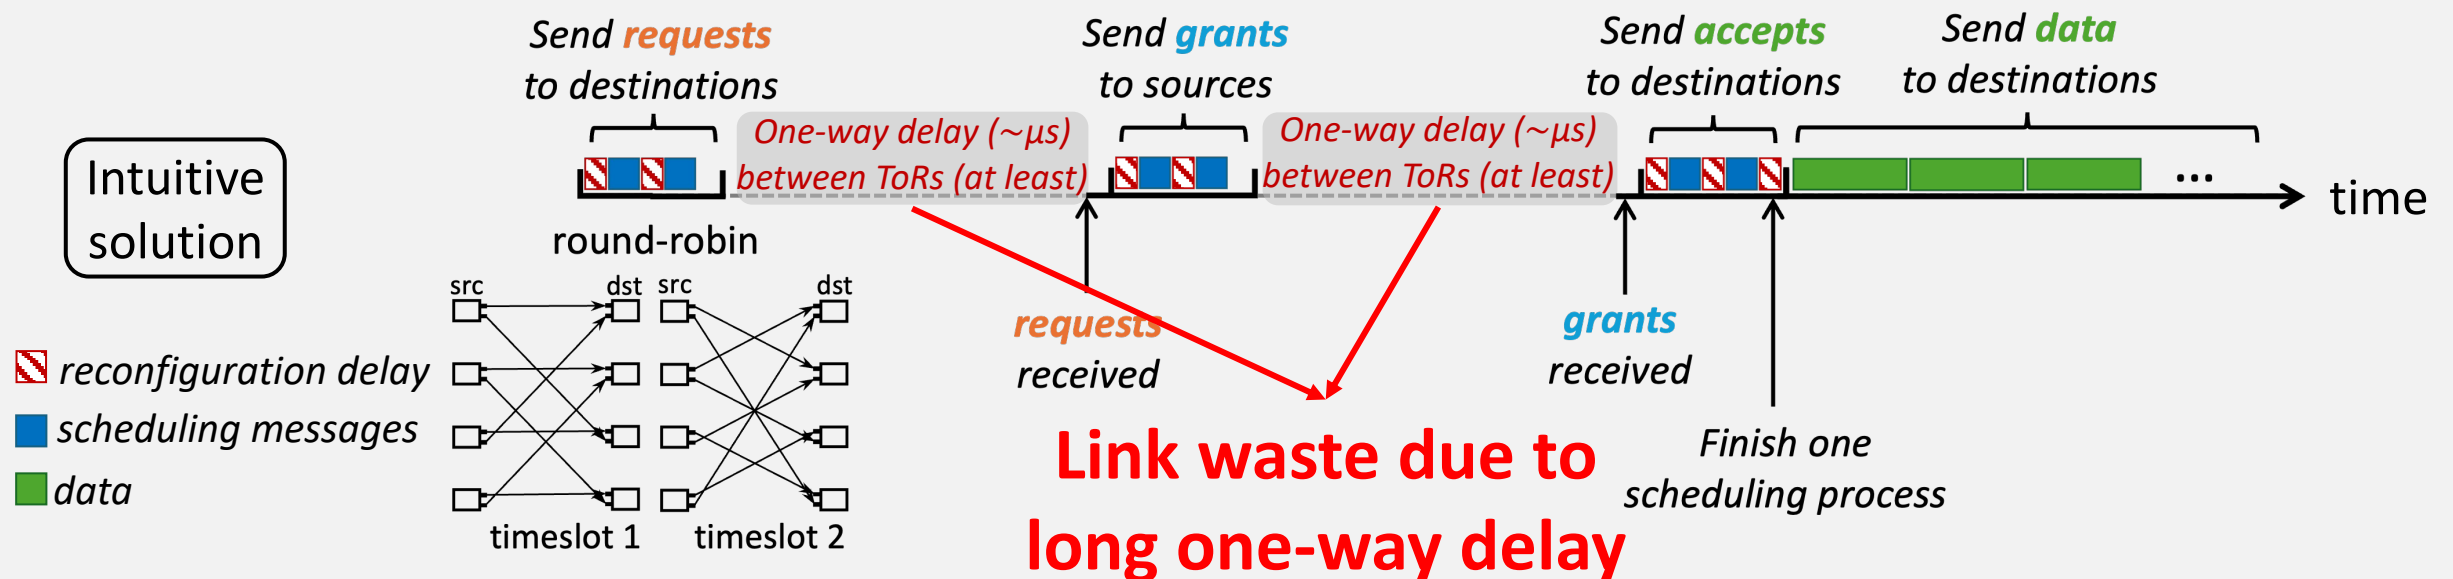 Intuitive
solution
Send requests
to destinations
One-way delay (~μs)
between ToRs (at least)
Send grants
to sources
One-way delay (~μs)
between ToRs (at least)
Send accepts
to destinations
Send data
to destinations
...
time
round-robin
src
dst
src
dst
timeslot 1
timeslot 2
requests
received
grants
received
Finish one
scheduling process
reconfiguration delay
scheduling messages
data
Link waste due to
long one-way delay